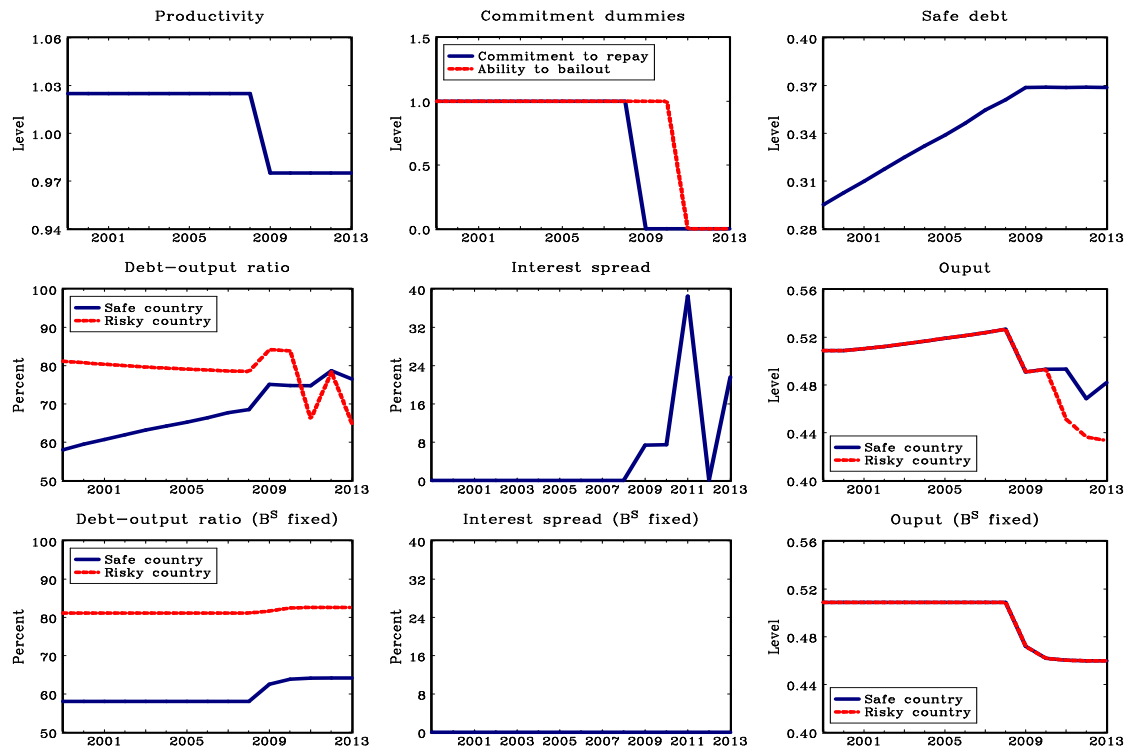 Productivity
Commitment dummies
Safe debt
1.06
1.03
1.00
0.97
0.94
Level
2001 2005 2009 2013
1.5
1.0
0.5
0.0
Level
Commitment to repay
Ability to bailout
2001 2005 2009 2013
0.40
0.37
0.34
0.31
0.28
Level
2001 2005 2009 2013
Debt-output ratio
Interest spread
Ouput
100
90
80
70
60
50
Percent
Safe country
Risky country
2001 2005 2009 2013
40
32
24
16
8
0
Percent
2001 2003 2005 2007 2009 2011 2013
0.56
0.52
0.48
0.44
0.40
Level
Safe country
Risky country
2001 2005 2009 2013
Debt-output ratio (B^S fixed)
Interest spread (B^S fixed)
Ouput (B^S fixed)
100
90
80
70
60
50
Percent
Safe country
Risky country
2001 2005 2009 2013
40
32
24
16
8
0
Percent
2001 2003 2005 2007 2009 2011 2013
0.56
0.52
0.48
0.44
0.40
Level
Safe country
Risky country
2001 2005 2009 2013